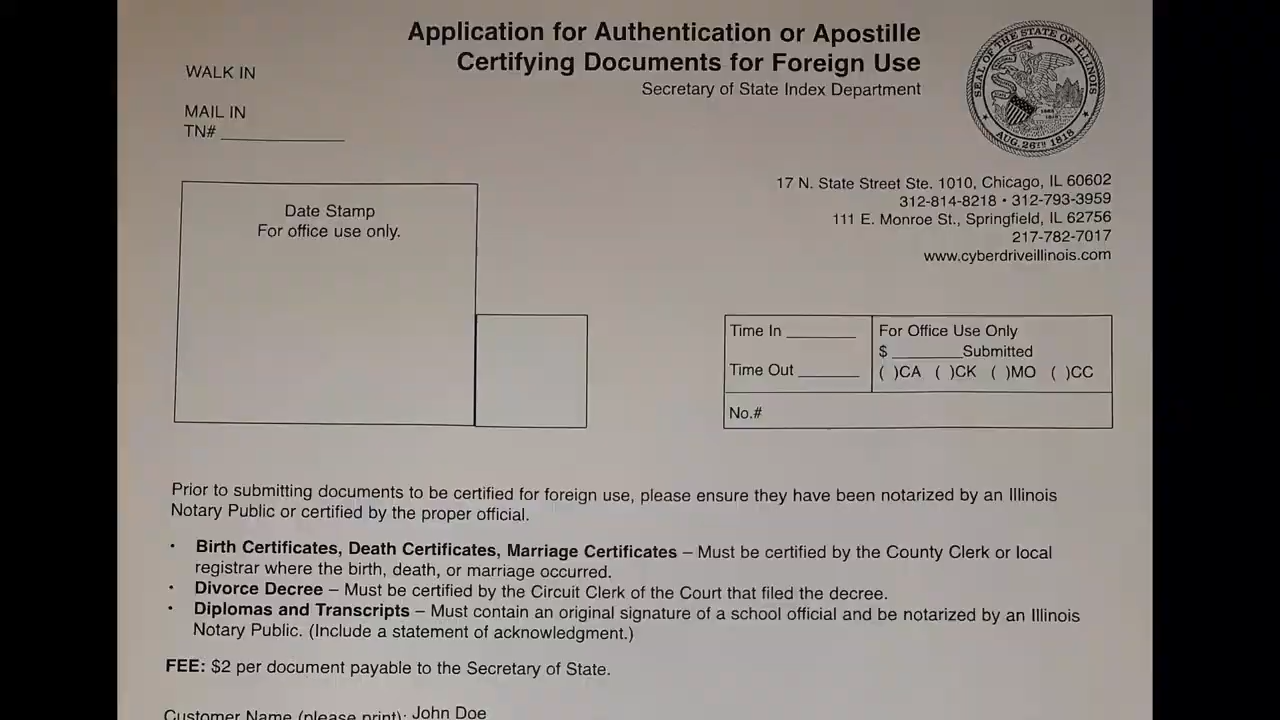 Application for Authentication or Apostille
Certifying Documents for Foreign Use
Secretary of State Index Department
WALK IN
MAIL IN
TN# ____________
SEAL OF THE STATE OF ILLINOIS
AUG. 26TH 1818
17 N. State Street Ste. 1010, Chicago, IL 60602
312-814-8218 • 312-793-3959
111 E. Monroe St., Springfield, IL 62756
217-782-7017
www.cyberdriveillinois.com
Date Stamp
For office use only.
Time In _______
Time Out ______
For Office Use Only
$ _______Submitted
( )CA ( )CK ( )MO ( )CC
No.#
Prior to submitting documents to be certified for foreign use, please ensure they have been notarized by an Illinois
Notary Public or certified by the proper official.
· Birth Certificates, Death Certificates, Marriage Certificates – Must be certified by the County Clerk or local
registrar where the birth, death, or marriage occurred.
· Divorce Decree – Must be certified by the Circuit Clerk of the Court that filed the decree.
· Diplomas and Transcripts – Must contain an original signature of a school official and be notarized by an Illinois
Notary Public. (Include a statement of acknowledgment.)
FEE: $2 per document payable to the Secretary of State.
Customer Name (please print): John Doe